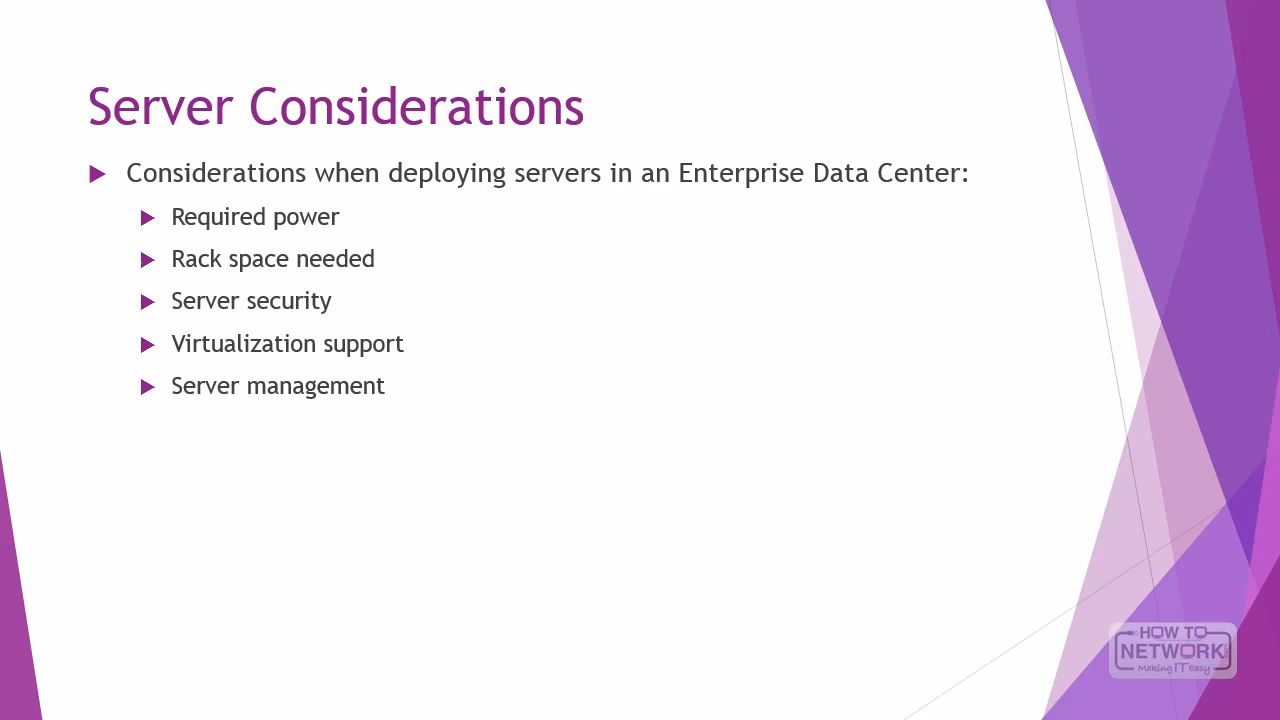 Server Considerations
Considerations when deploying servers in an Enterprise Data Center:
Required power
Rack space needed
Server security
Virtualization support
Server management
HOW TO
NETWORK
Making IT Easy